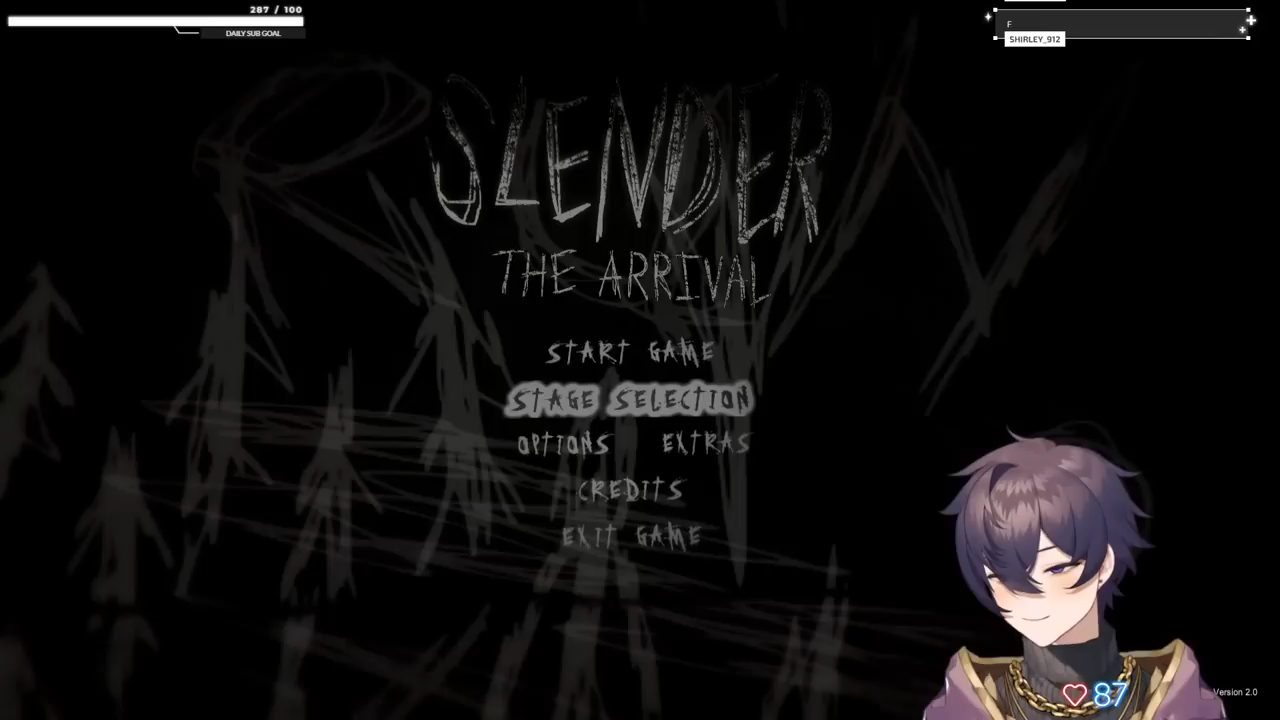 287 / 100
DAILY SUB GOAL
F
SHIRLEY_912
SLENDER
THE ARRIVAL
START GAME
STAGE SELECTION
OPTIONS EXTRAS
CREDITS
EXIT GAME
87
Version 2.0